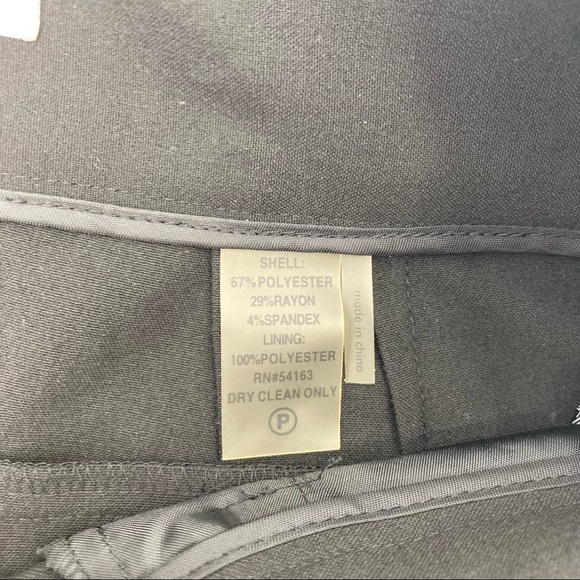 SHELL:
67%POLYESTER
29%RAYON
4%SPANDEX
LINING:
100%POLYESTER
RN#54163
DRY CLEAN ONLY
P
made in china